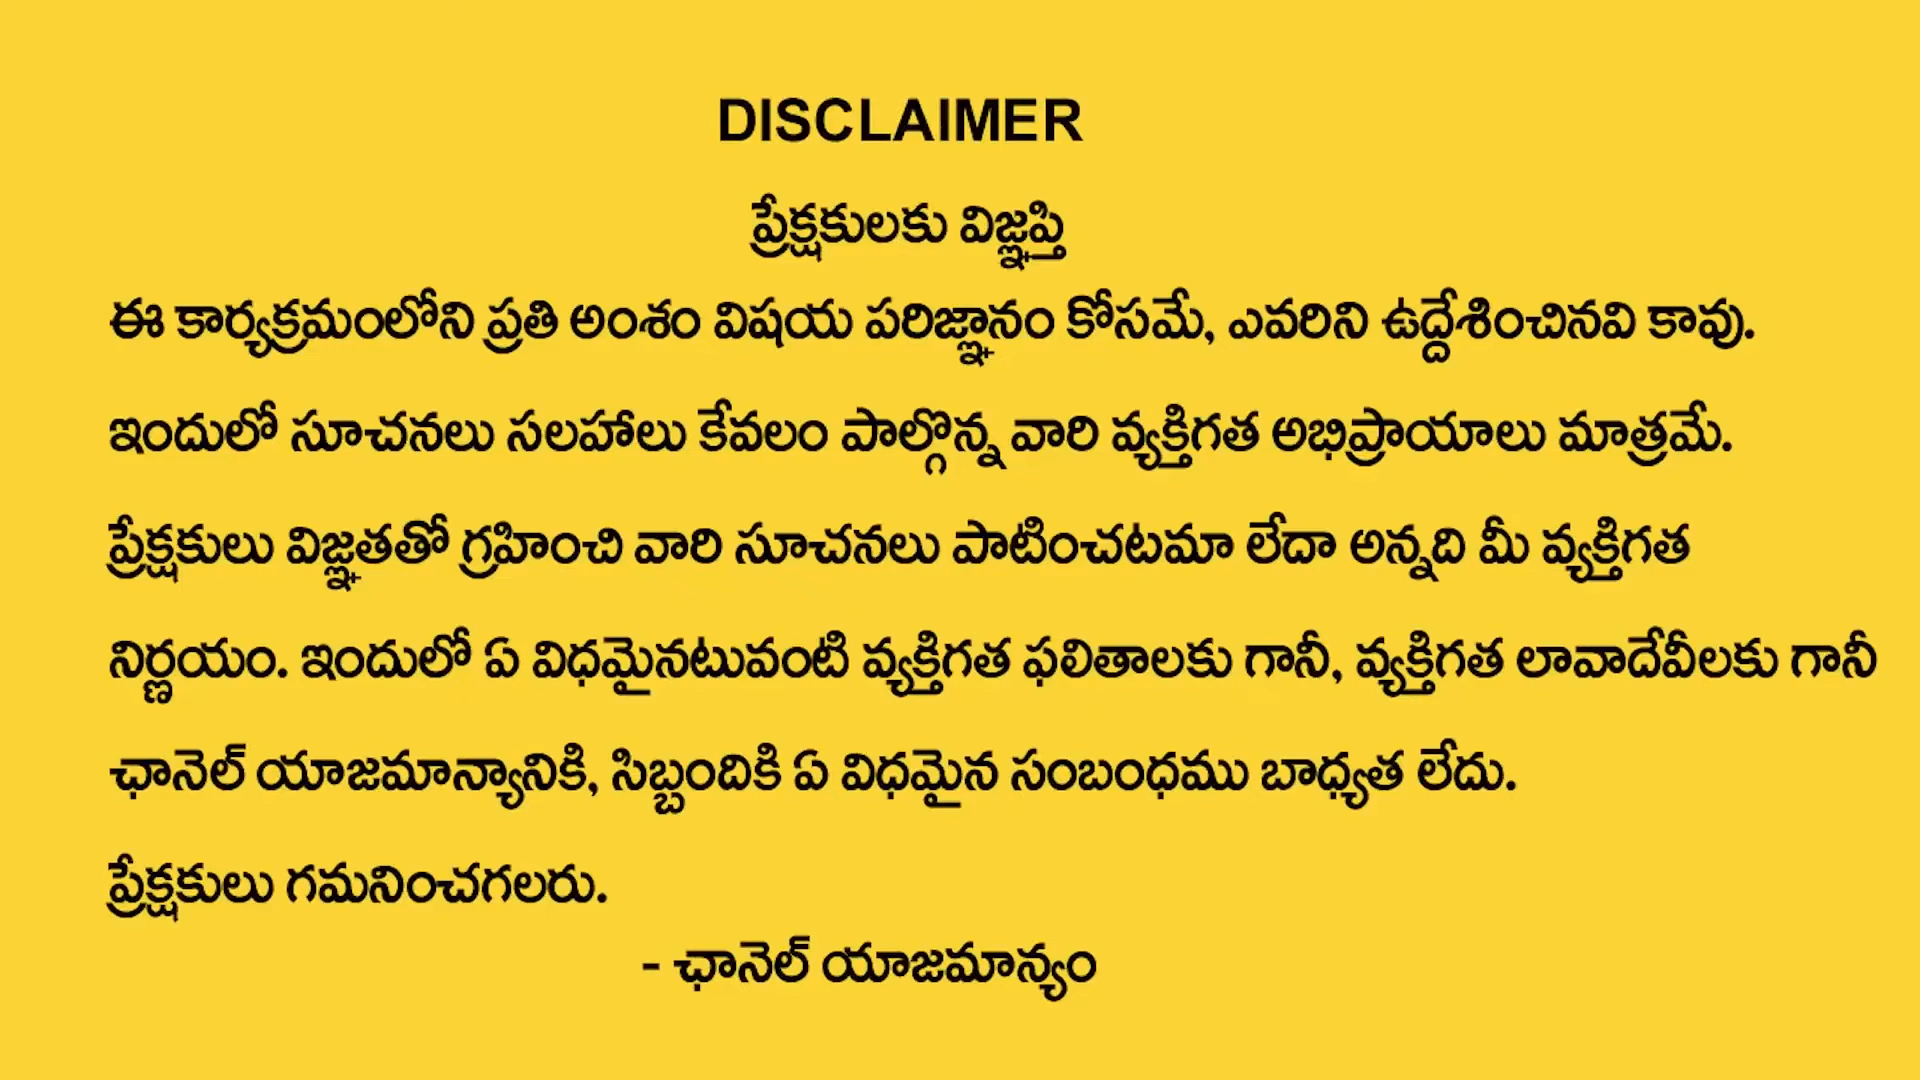 DISCLAIMER
ప్రేక్షకులకు విజ్ఞప్తి
ఈ కార్యక్రమంలోని ప్రతి అంశం విషయ పరిజ్ఞానం కోసమే, ఎవరిని ఉద్దేశించినవి కావు.
ఇందులో సూచనలు సలహాలు కేవలం పాల్గొన్న వారి వ్యక్తిగత అభిప్రాయాలు మాత్రమే.
ప్రేక్షకులు విజ్ఞతతో గ్రహించి వారి సూచనలు పాటించటమా లేదా అన్నది మీ వ్యక్తిగత
నిర్ణయం. ఇందులో ఏ విధమైనటువంటి వ్యక్తిగత ఫలితాలకు గానీ, వ్యక్తిగత లావాదేవీలకు గానీ
ఛానెల్ యాజమాన్యానికి, సిబ్బందికి ఏ విధమైన సంబంధము బాధ్యత లేదు.
ప్రేక్షకులు గమనించగలరు.
- ఛానెల్ యాజమాన్యం